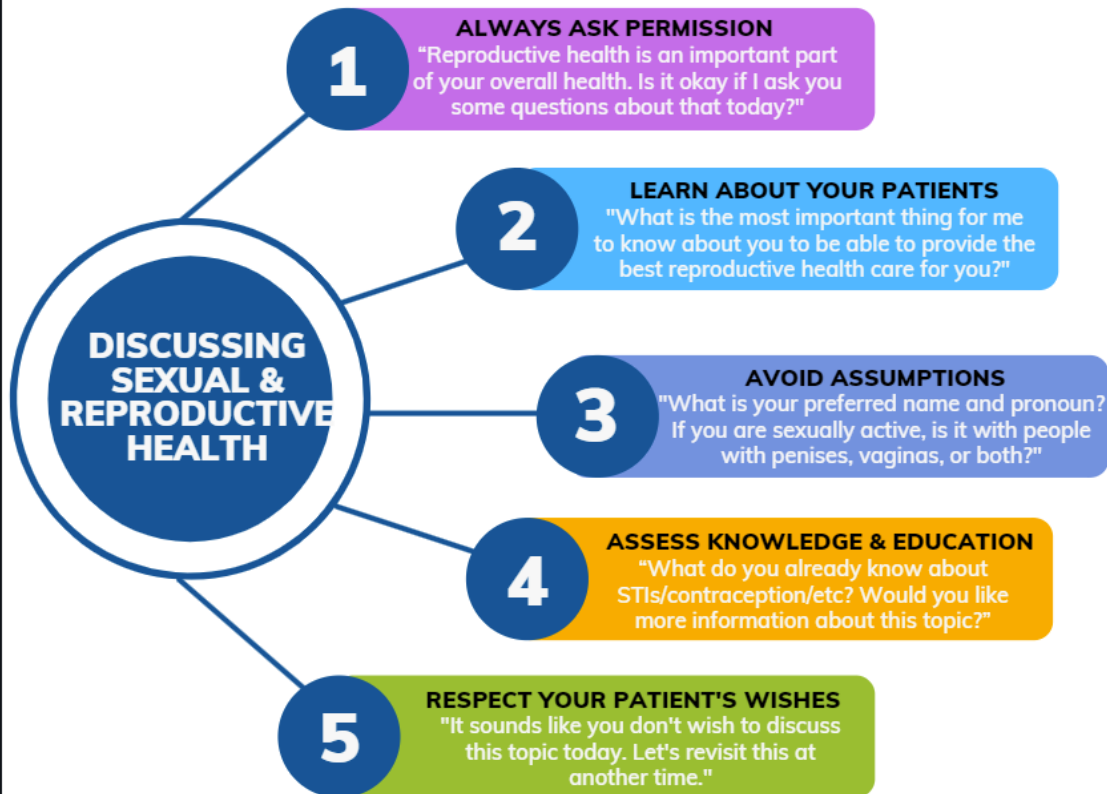 DISCUSSING
SEXUAL &
REPRODUCTIVE
HEALTH
1
ALWAYS ASK PERMISSION
“Reproductive health is an important part
of your overall health. Is it okay if I ask you
some questions about that today?"
2
LEARN ABOUT YOUR PATIENTS
"What is the most important thing for me
to know about you to be able to provide the
best reproductive health care for you?"
3
AVOID ASSUMPTIONS
"What is your preferred name and pronoun?
If you are sexually active, is it with people
with penises, vaginas, or both?"
4
ASSESS KNOWLEDGE & EDUCATION
“What do you already know about
STIs/contraception/etc? Would you like
more information about this topic?”
5
RESPECT YOUR PATIENT'S WISHES
"It sounds like you don't wish to discuss
this topic today. Let's revisit this at
another time."